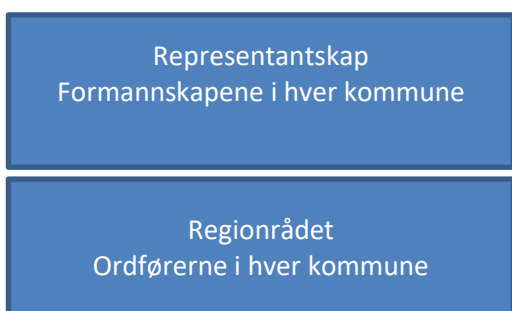 Representantskap
Formannskapene i hver kommune
Regionrådet
Ordførerne i hver kommune